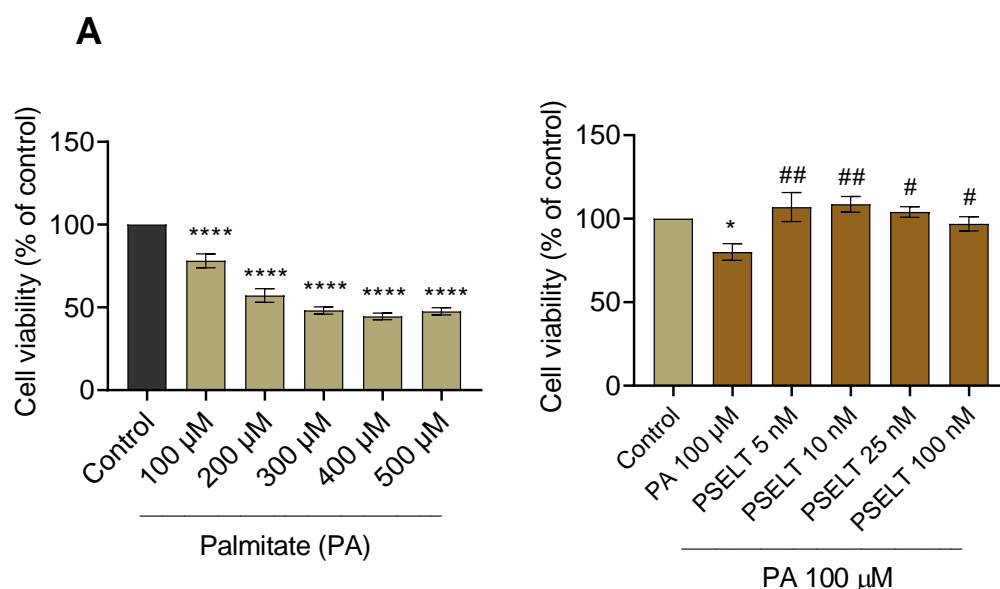 A
Cell viability (% of control)
150
100
50
0
****
****
****
****
****
Control
100 µM
200 µM
300 µM
400 µM
500 µM
Palmitate (PA)
Cell viability (% of control)
150
100
50
0
*
##
##
#
#
Control
PA 100 µM
PSELT 5 nM
PSELT 10 nM
PSELT 25 nM
PSELT 100 nM
PA 100 µM